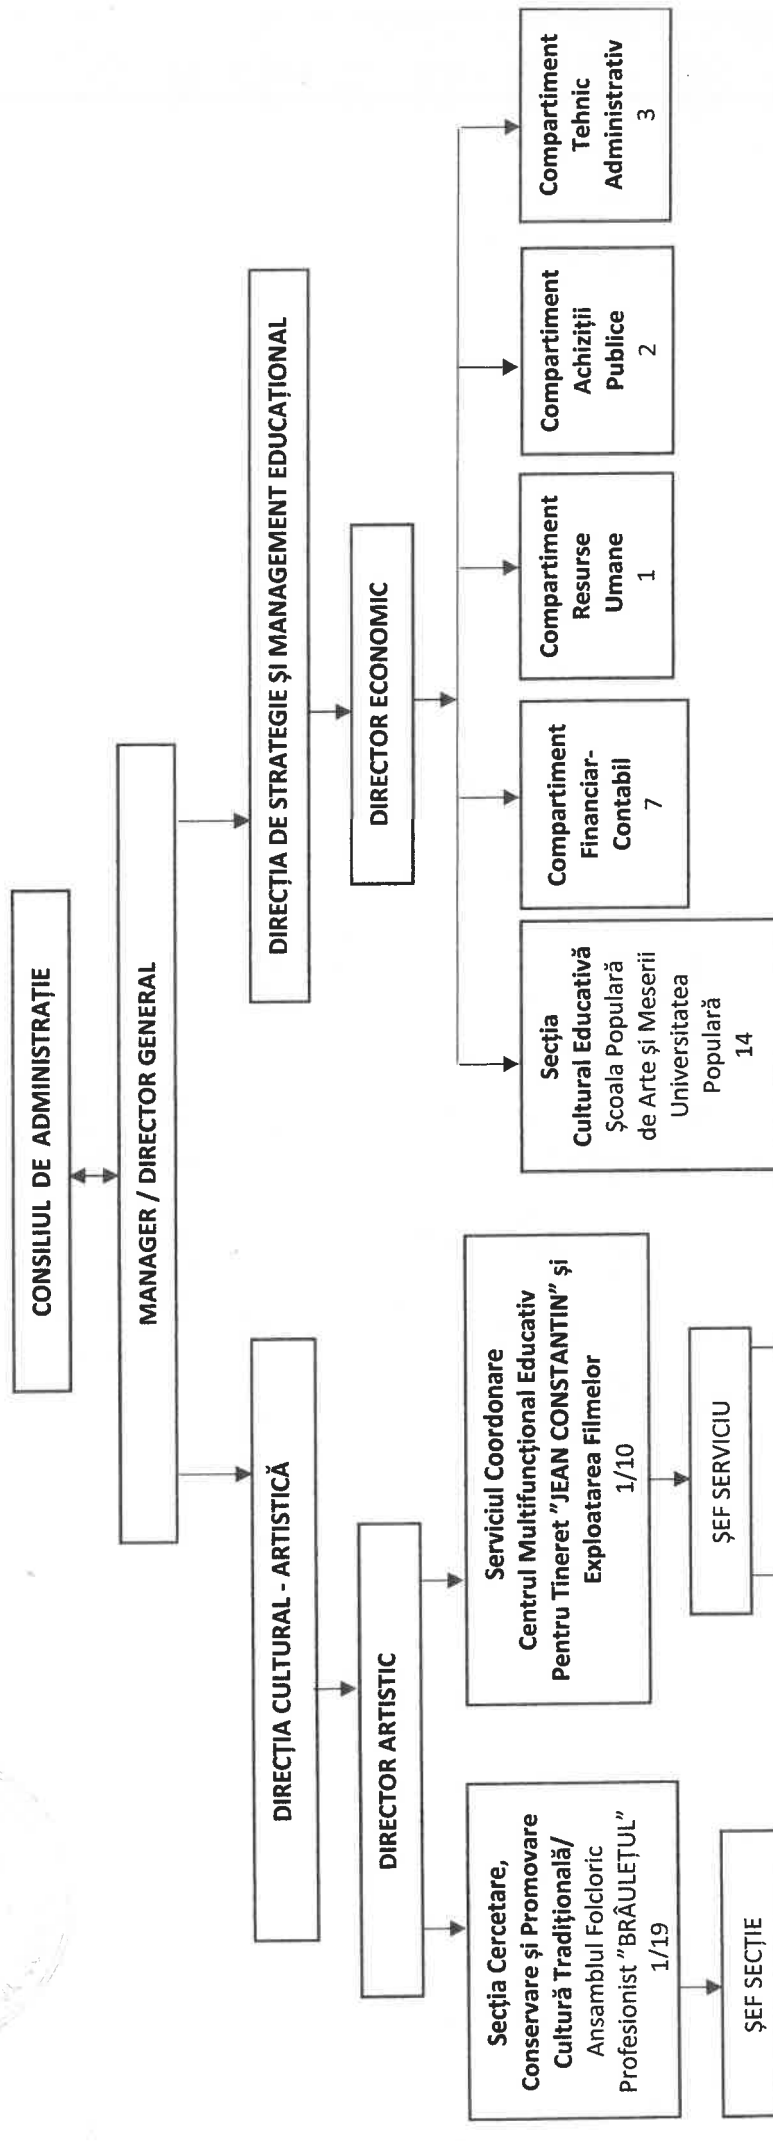 CONSILIUL DE ADMINISTRAȚIE
MANAGER / DIRECTOR GENERAL
DIRECȚIA CULTURAL - ARTISTICĂ
DIRECȚIA DE STRATEGIE ȘI MANAGEMENT EDUCAȚIONAL
DIRECTOR ARTISTIC
DIRECTOR ECONOMIC
Secția Cercetare,
Conservare și Promovare
Cultură Tradițională/
Ansamblul Folcloric
Profesionist "BRÂULEȚUL"
1/19
Serviciul Coordonare
Centrul Multifuncțional Educativ
Pentru Tineret "JEAN CONSTANTIN" și
Exploatarea Filmelor
1/10
Secția
Cultural Educativă
Școala Populară
de Arte și Meserii
Universitatea
Populară
14
Compartiment
Financiar-
Contabil
7
Compartiment
Resurse
Umane
1
Compartiment
Achiziții
Publice
2
Compartiment
Tehnic
Administrativ
3
ȘEF SECȚIE
ȘEF SERVICIU